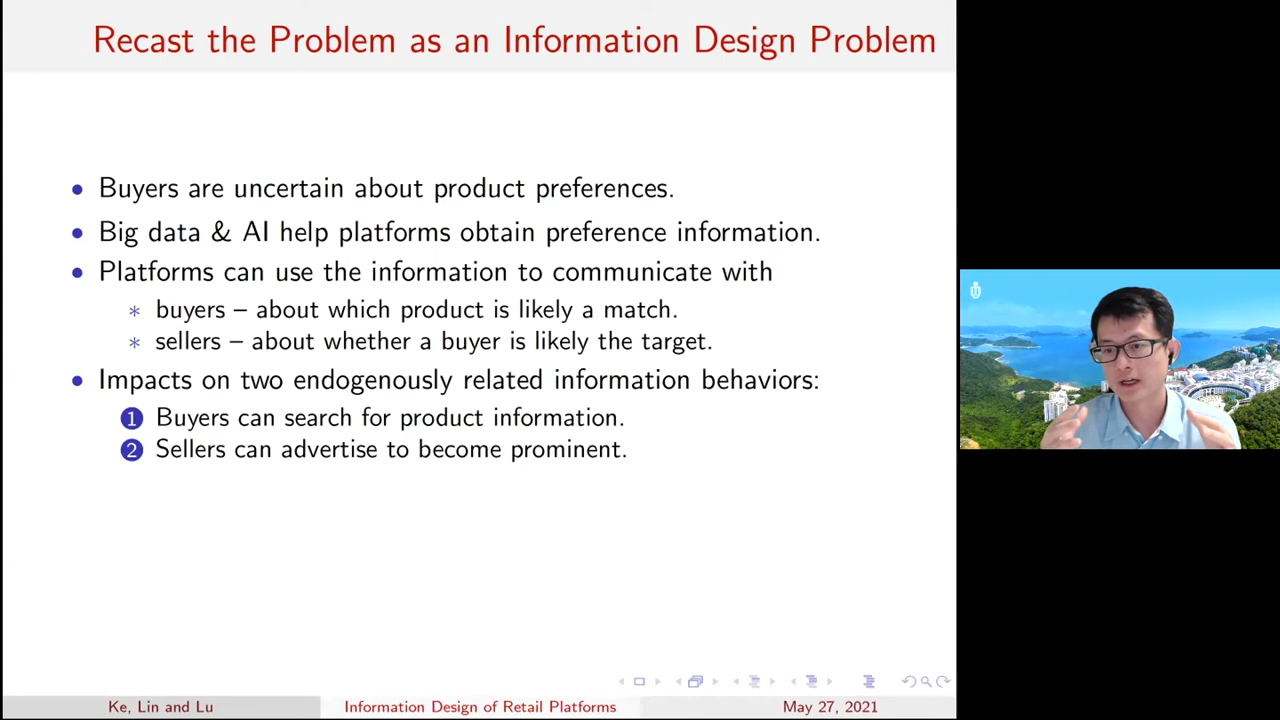 Recast the Problem as an Information Design Problem
• Buyers are uncertain about product preferences.
• Big data & AI help platforms obtain preference information.
• Platforms can use the information to communicate with
* buyers – about which product is likely a match.
* sellers – about whether a buyer is likely the target.
• Impacts on two endogenously related information behaviors:
1 Buyers can search for product information.
2 Sellers can advertise to become prominent.
Ke, Lin and Lu
Information Design of Retail Platforms
May 27, 2021